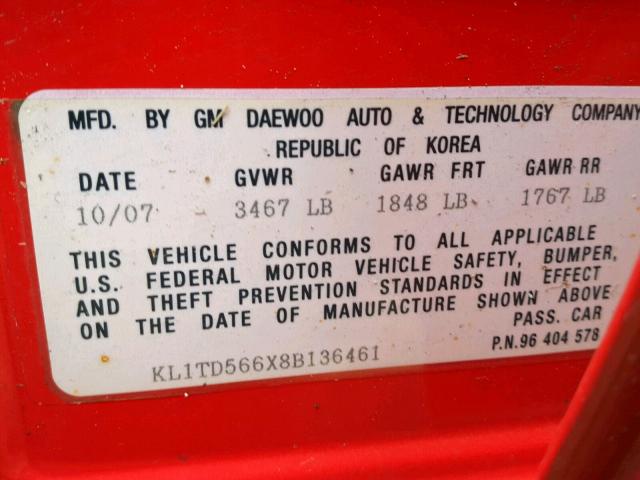 MFD. BY GM DAEWOO AUTO & TECHNOLOGY COMPANY
REPUBLIC OF KOREA
DATE GVWR GAWR FRT GAWR RR
10/07 3467 LB 1848 LB 1767 LB
THIS VEHICLE CONFORMS TO ALL APPLICABLE
U.S. FEDERAL MOTOR VEHICLE SAFETY, BUMPER,
AND THEFT PREVENTION STANDARDS IN EFFECT
ON THE DATE OF MANUFACTURE SHOWN ABOVE
PASS. CAR
P.N.96 404 578
KL1TD566X8B136461